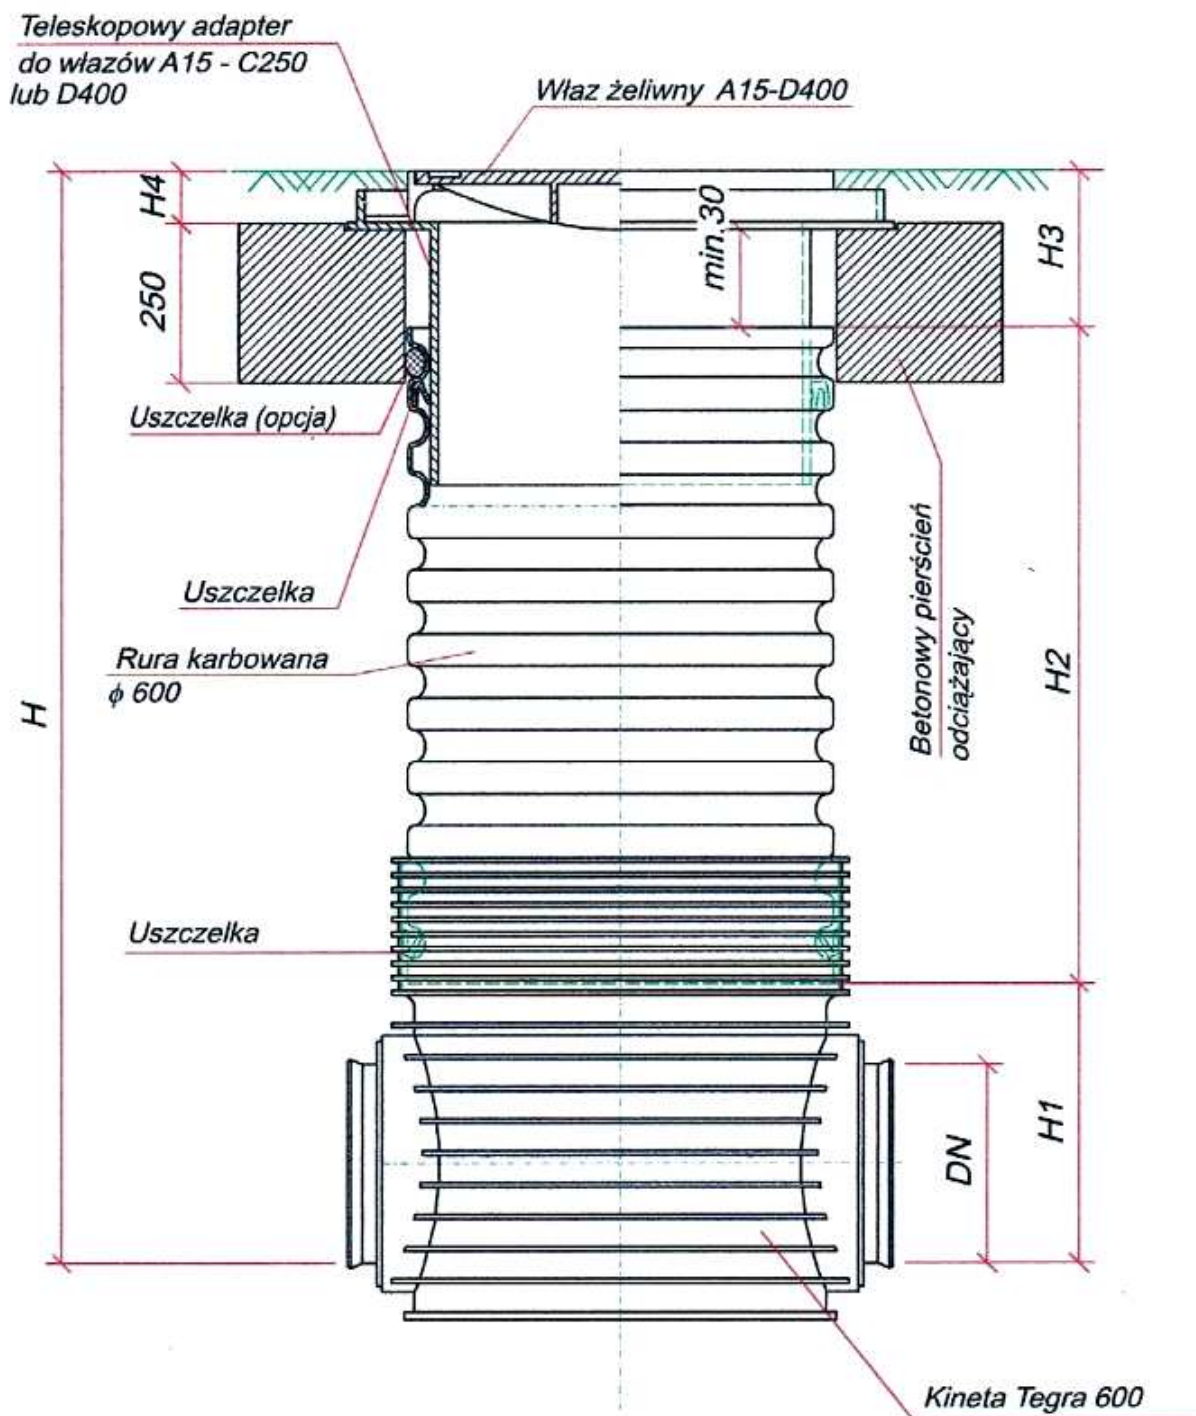 Teleskopowy adapter
do włazów A15 - C250
lub D400
Właz żeliwny A15-D400
H4
250
min.30
H3
Uszczelka (opcja)
Uszczelka
Rura karbowana
ϕ 600
Betonowy pierścień
odciążający
H
H2
Uszczelka
DN
H1
Kineta Tegra 600